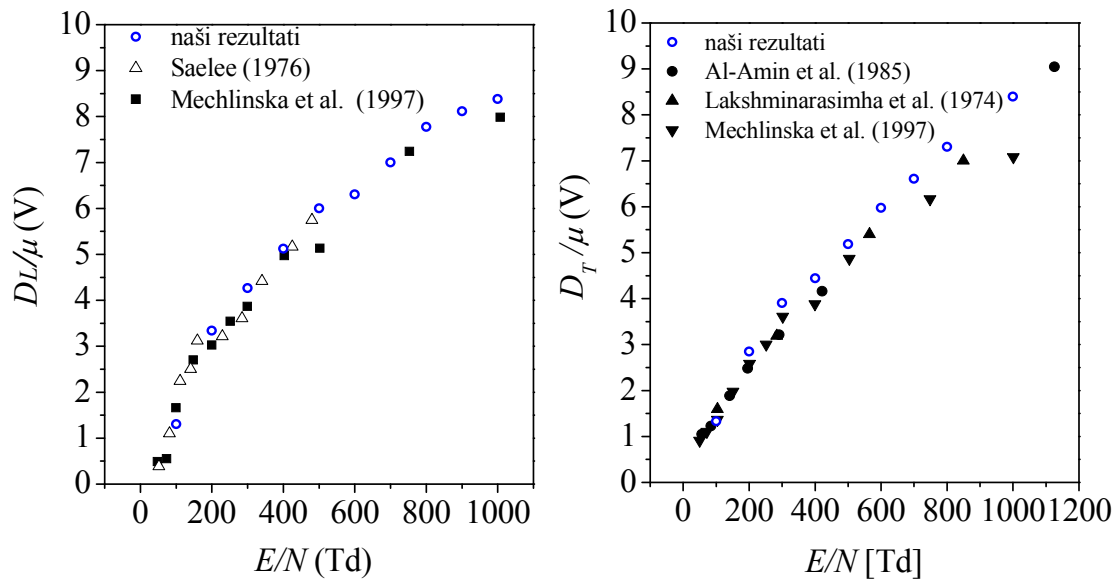 naši rezultati
Saelee (1976)
Mechlinska et al. (1997)
10
9
8
7
6
5
4
3
2
1
0
DL/μ (V)
0 200 400 600 800 1000
E/N (Td)
naši rezultati
Al-Amin et al. (1985)
Lakshminarasimha et al. (1974)
Mechlinska et al. (1997)
10
9
8
7
6
5
4
3
2
1
0
D_T /μ (V)
0 200 400 600 800 1000 1200
E/N [Td]